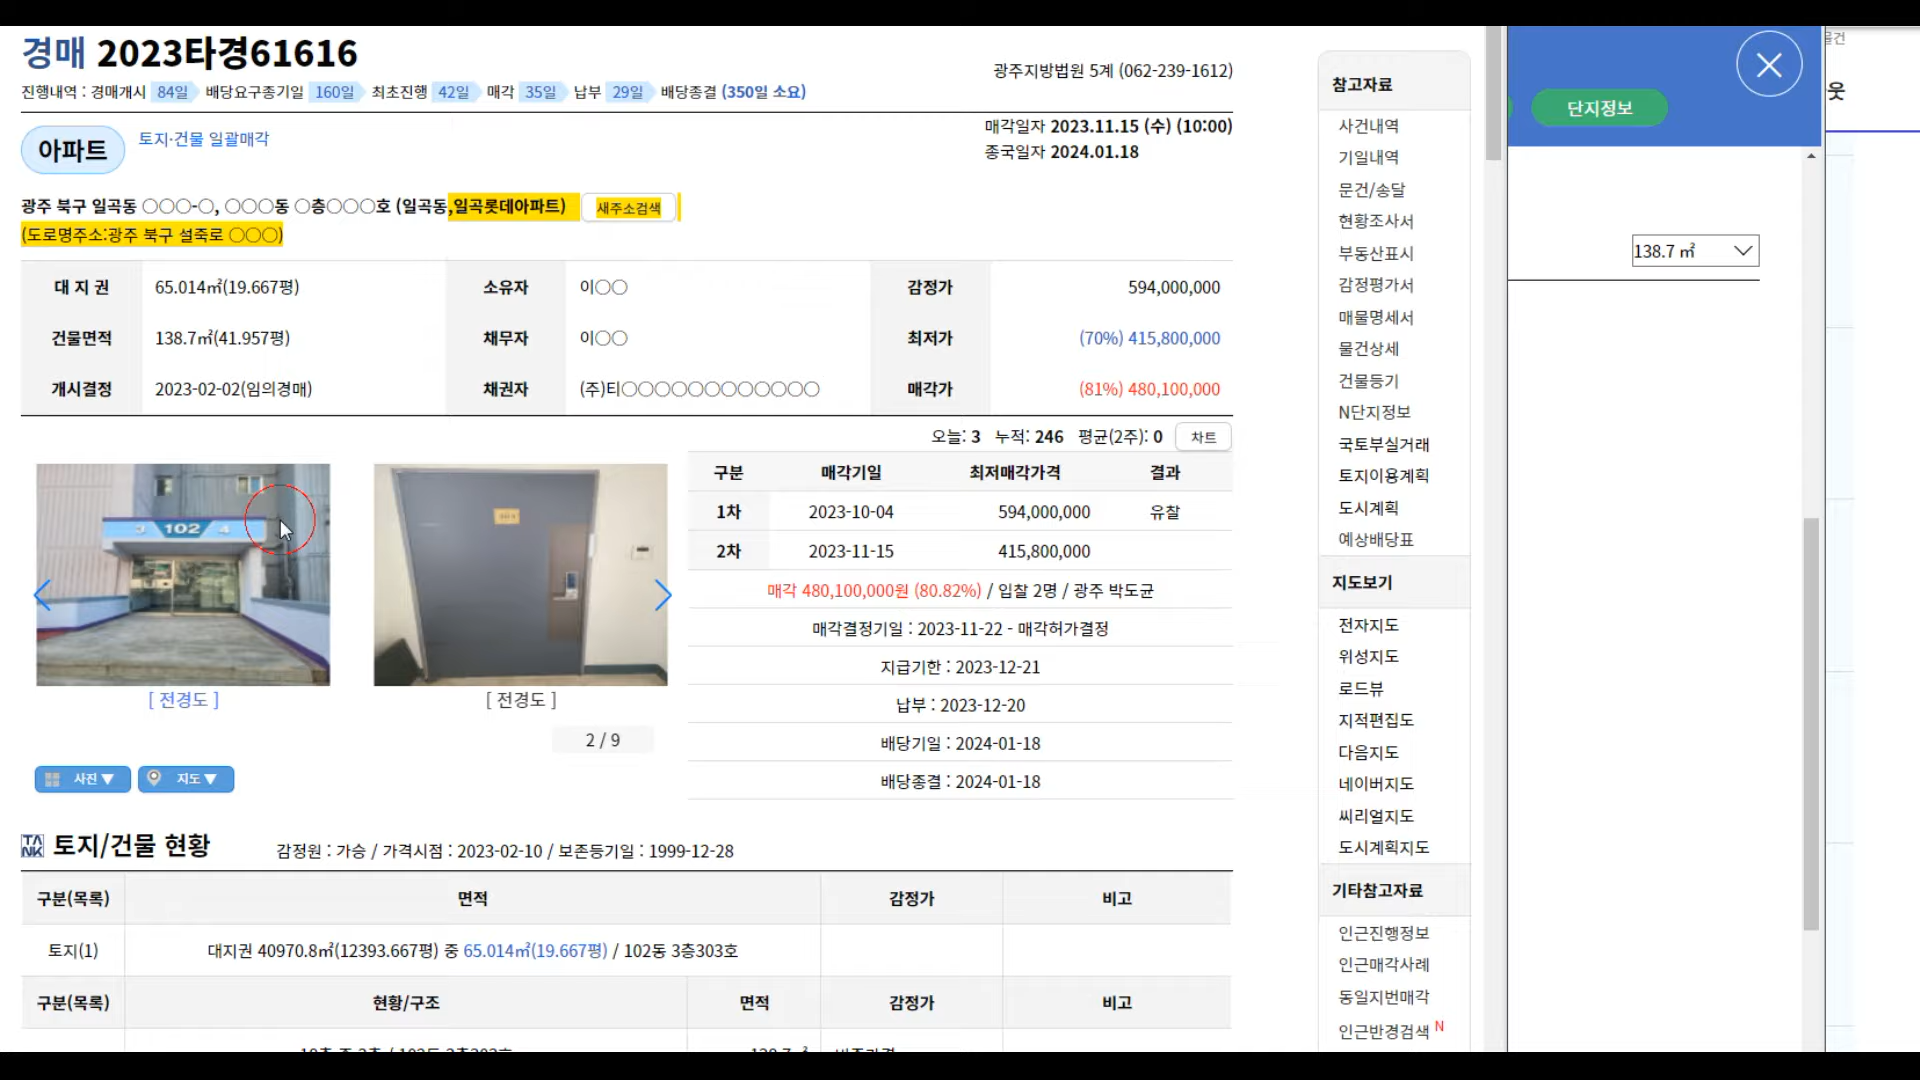 경매 2023타경61616
광주지방법원 5계 (062-239-1612)
진행내역 : 경매개시 84일 배당요구종기일 160일 최초진행 42일 매각 35일 납부 29일 배당종결 (350일 소요)
아파트
토지·건물 일괄매각
매각일자 2023.11.15 (수) (10:00)
종국일자 2024.01.18
광주 북구 일곡동 ○○○-○, ○○○동 ○층○○○호 (일곡동,일곡롯데아파트) 새주소검색
(도로명주소:광주 북구 설죽로 ○○○)
대 지 권 65.014㎡(19.667평) 소유자 이○○ 감정가 594,000,000
건물면적 138.7㎡(41.957평) 채무자 이○○ 최저가 (70%) 415,800,000
개시결정 2023-02-02(임의경매) 채권자 (주)티○○○○○○○○○○○○ 매각가 (81%) 480,100,000
오늘: 3 누적: 246 평균(2주): 0 차트
구분 매각기일 최저매각가격 결과
1차 2023-10-04 594,000,000 유찰
2차 2023-11-15 415,800,000
매각 480,100,000원 (80.82%) / 입찰 2명 / 광주 박도균
매각결정기일 : 2023-11-22 - 매각허가결정
지급기한 : 2023-12-21
납부 : 2023-12-20
배당기일 : 2024-01-18
배당종결 : 2024-01-18
3 102 4
[ 전경도 ]
[ 전경도 ]
2 / 9
사진 ▼
지도 ▼
TANK 토지/건물 현황
감정원 : 가승 / 가격시점 : 2023-02-10 / 보존등기일 : 1999-12-28
구분(목록) 면적 감정가 비고
토지(1) 대지권 40970.8㎡(12393.667평) 중 65.014㎡(19.667평) / 102동 3층303호
구분(목록) 현황/구조 면적 감정가 비고
참고자료
사건내역
기일내역
문건/송달
현황조사서
부동산표시
감정평가서
매물명세서
물건상세
건물등기
N단지정보
국토부실거래
토지이용계획
도시계획
예상배당표
지도보기
전자지도
위성지도
로드뷰
지적편집도
다음지도
네이버지도
씨리얼지도
도시계획지도
기타참고자료
인근진행정보
인근매각사례
동일지번매각
인근반경검색 N
단지정보
138.7 ㎡
물건
웃